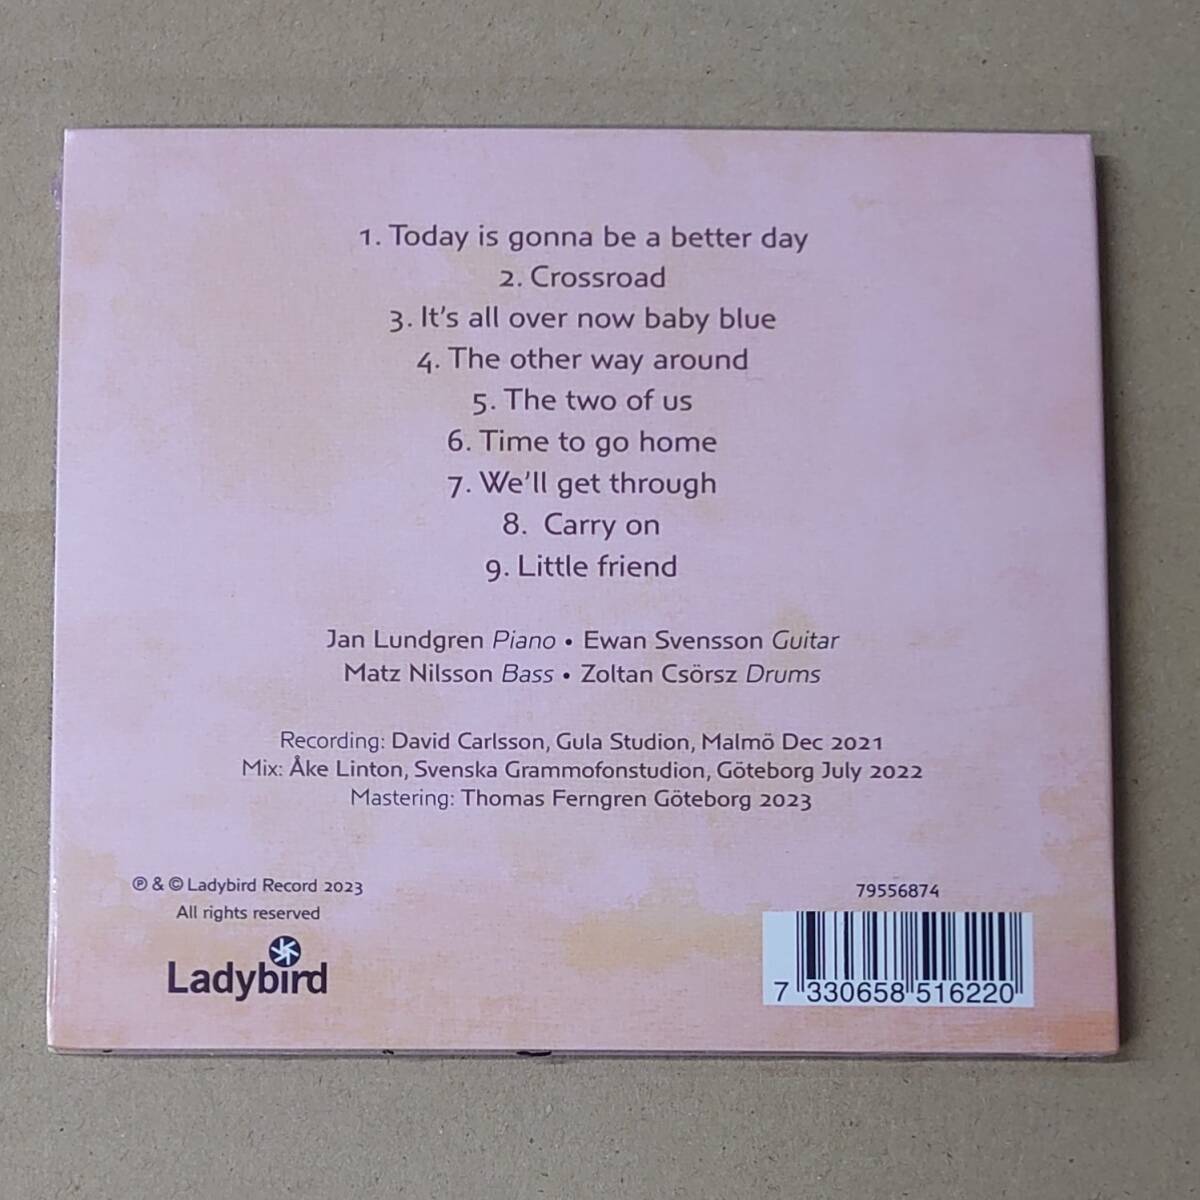 1. Today is gonna be a better day
2. Crossroad
3. It's all over now baby blue
4. The other way around
5. The two of us
6. Time to go home
7. We'll get through
8. Carry on
9. Little friend
Jan Lundgren Piano • Ewan Svensson Guitar
Matz Nilsson Bass • Zoltan Csörsz Drums
Recording: David Carlsson, Gula Studion, Malmö Dec 2021
Mix: Åke Linton, Svenska Grammofonstudion, Göteborg July 2022
Mastering: Thomas Ferngren Göteborg 2023
℗ & © Ladybird Record 2023
All rights reserved
Ladybird
79556874
7 330658 516220